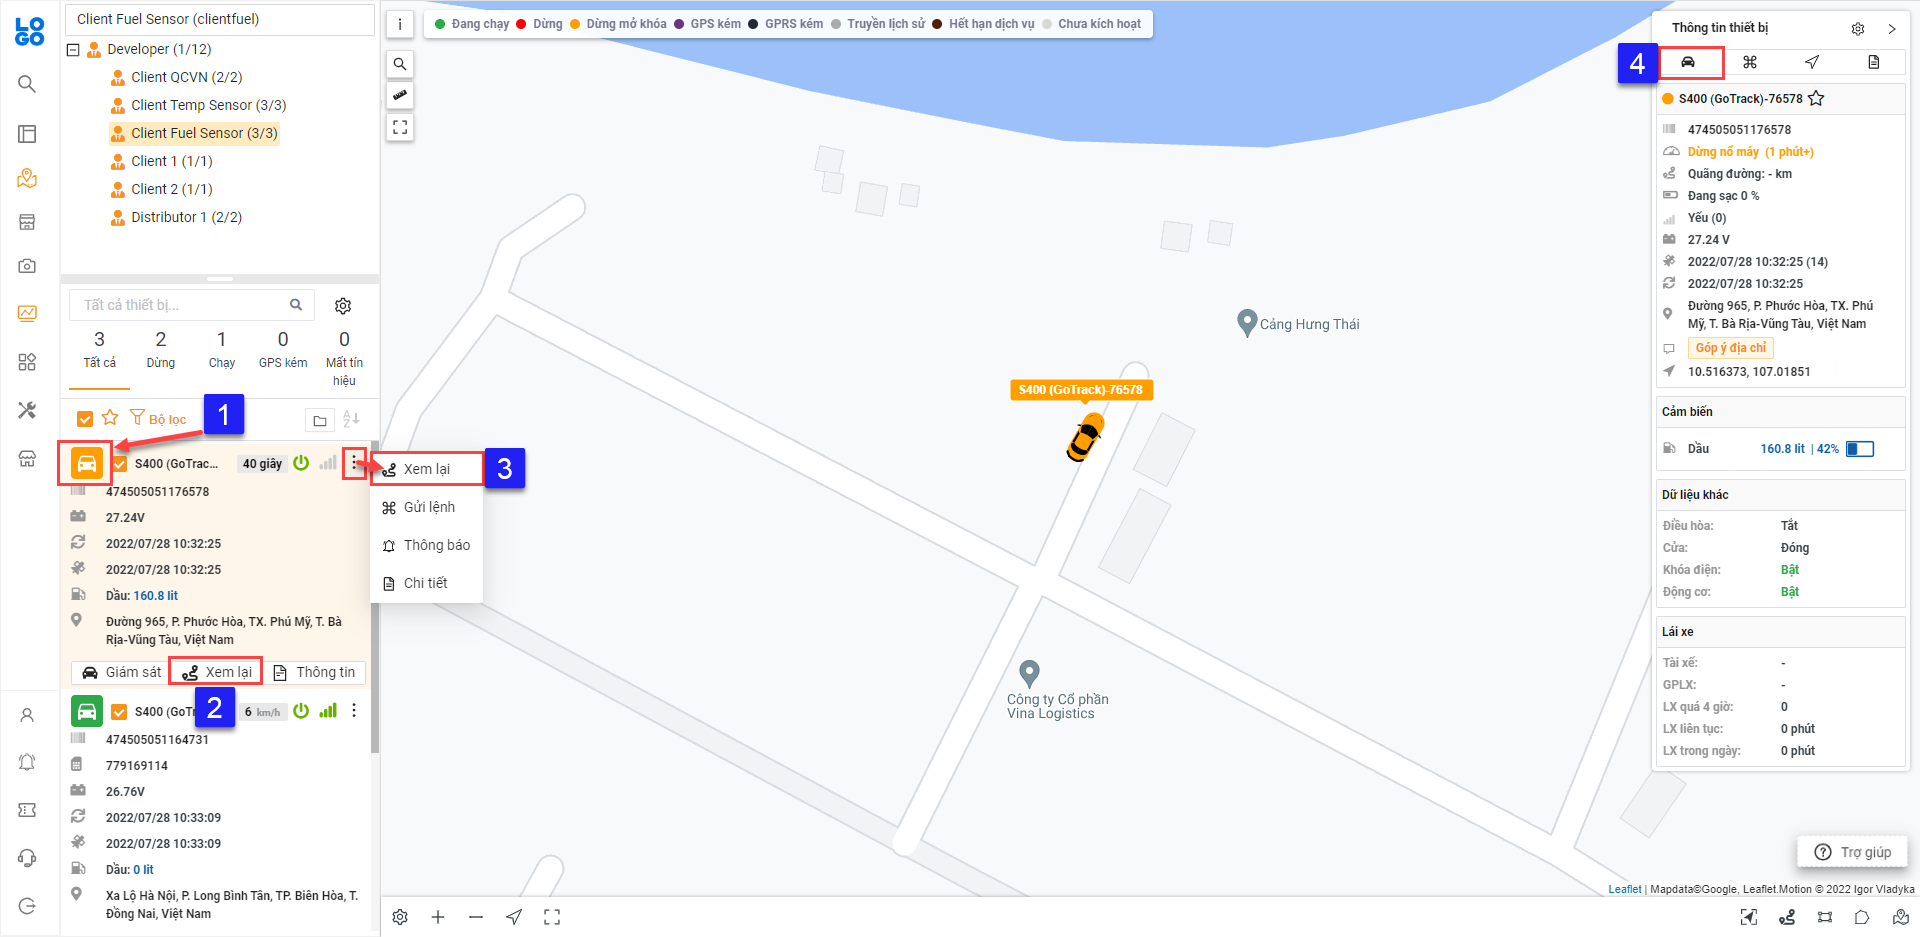 LO
GO
Client Fuel Sensor (clientfuel)
Developer (1/12)
Client QCVN (2/2)
Client Temp Sensor (3/3)
Client Fuel Sensor (3/3)
Client 1 (1/1)
Client 2 (1/1)
Distributor 1 (2/2)
Tất cả thiết bị...
3
Tất cả
2
Dừng
1
Chạy
0
GPS kém
0
Mất tín
hiệu
Bộ lọc
1
S400 (GoTrac...
40 giây
474505051176578
27.24V
2022/07/28 10:32:25
2022/07/28 10:32:25
Dầu: 160.8 lit
Đường 965, P. Phước Hòa, TX. Phú Mỹ, T. Bà
Rịa-Vũng Tàu, Việt Nam
Giám sát
Xem lại
Thông tin
2
S400 (GoTr
6 km/h
474505051164731
779169114
26.76V
2022/07/28 10:33:09
2022/07/28 10:33:09
Dầu: 0 lit
Xa Lộ Hà Nội, P. Long Bình Tân, TP. Biên Hòa, T.
Đồng Nai, Việt Nam
Xem lại
3
Gửi lệnh
Thông báo
Chi tiết
Đang chạy
Dừng
Dừng mở khóa
GPS kém
GPRS kém
Truyền lịch sử
Hết hạn dịch vụ
Chưa kích hoạt
Cảng Hưng Thái
S400 (GoTrack)-76578
Công ty Cổ phần
Vina Logistics
Thông tin thiết bị
4
S400 (GoTrack)-76578
474505051176578
Dừng nổ máy (1 phút+)
Quãng đường: - km
Đang sạc 0 %
Yếu (0)
27.24 V
2022/07/28 10:32:25 (14)
2022/07/28 10:32:25
Đường 965, P. Phước Hòa, TX. Phú
Mỹ, T. Bà Rịa-Vũng Tàu, Việt Nam
Góp ý địa chỉ
10.516373, 107.01851
Cảm biến
Dầu 160.8 lit | 42%
Dữ liệu khác
Điều hòa: Tắt
Cửa: Đóng
Khóa điện: Bật
Động cơ: Bật
Lái xe
Tài xế: -
GPLX: -
LX quá 4 giờ: 0
LX liên tục: 0 phút
LX trong ngày: 0 phút
Trợ giúp
Leaflet | Mapdata©Google, Leaflet.Motion © 2022 Igor Vladyka